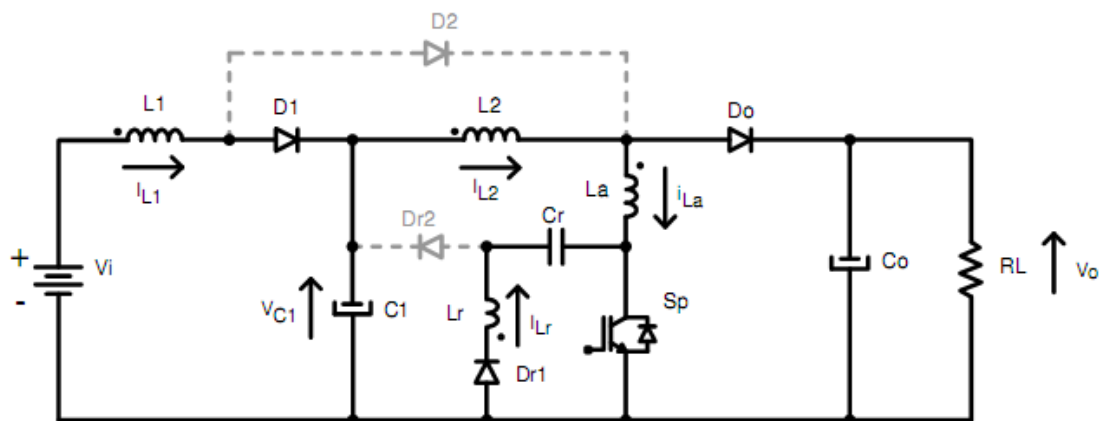 D2
L1
D1
L2
Do
IL1
IL2
La
iLa
Dr2
Cr
+
Vi
-
VC1
C1
Lr
ILr
Sp
Co
RL
Vo
Dr1